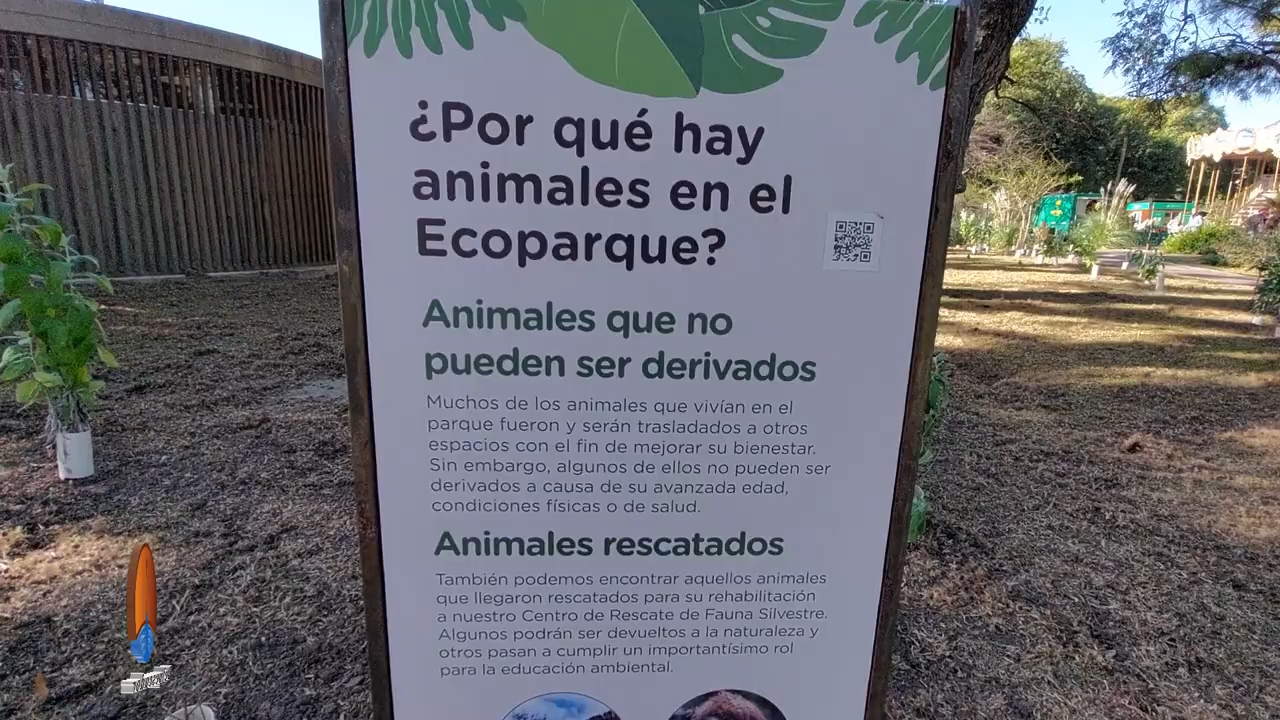 ¿Por qué hay
animales en el
Ecoparque?
Animales que no
pueden ser derivados
Muchos de los animales que vivían en el
parque fueron y serán trasladados a otros
espacios con el fin de mejorar su bienestar.
Sin embargo, algunos de ellos no pueden ser
derivados a causa de su avanzada edad,
condiciones físicas o de salud.
Animales rescatados
También podemos encontrar aquellos animales
que llegaron rescatados para su rehabilitación
a nuestro Centro de Rescate de Fauna Silvestre.
Algunos podrán ser devueltos a la naturaleza y
otros pasan a cumplir un importantísimo rol
para la educación ambiental.